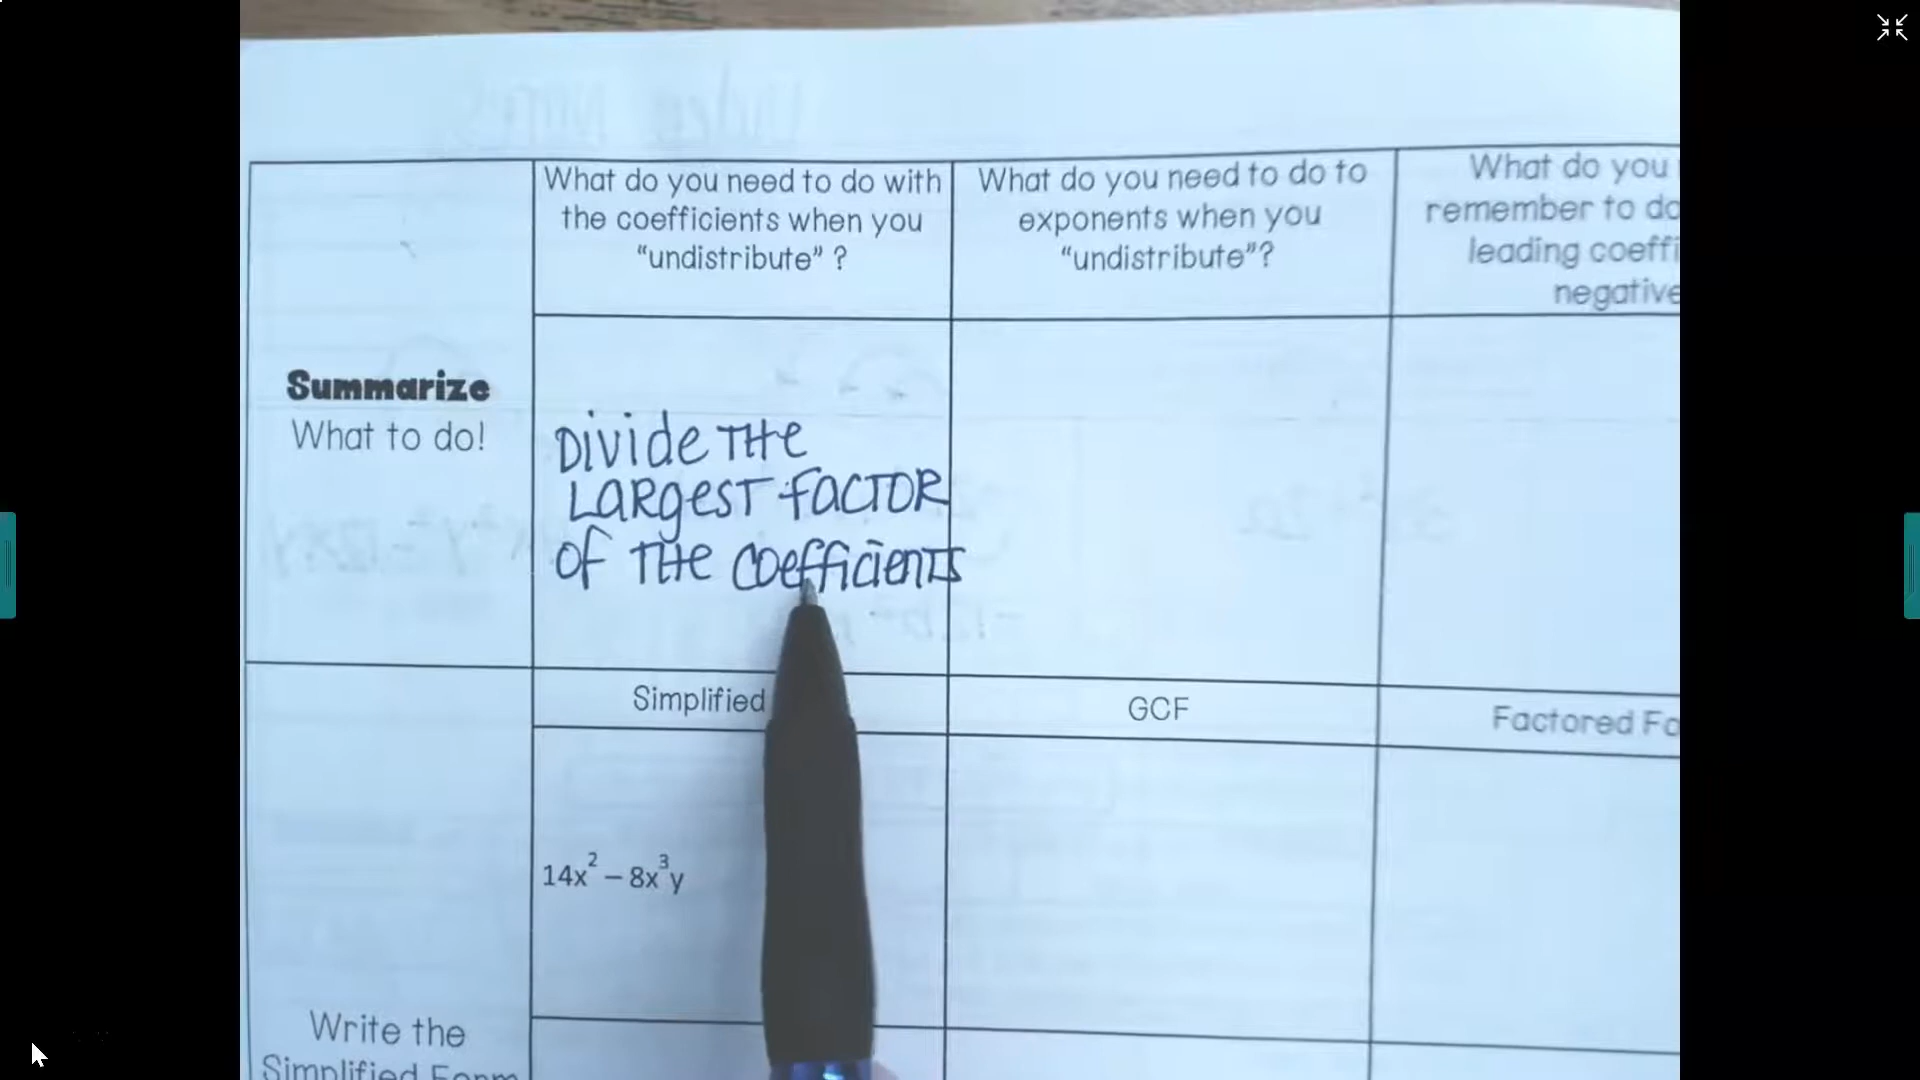 What do you need to do with
the coefficients when you
“undistribute” ?
What do you need to do to
exponents when you
“undistribute”?
What do you
remember to do
leading coeffi
negative
Summarize
What to do!
DiviDe THe
LARgesT fACTOR
Of THe COefficienTs
Simplified
GCF
Factored Fo
14x² – 8x³y
Write the
Simplified Form